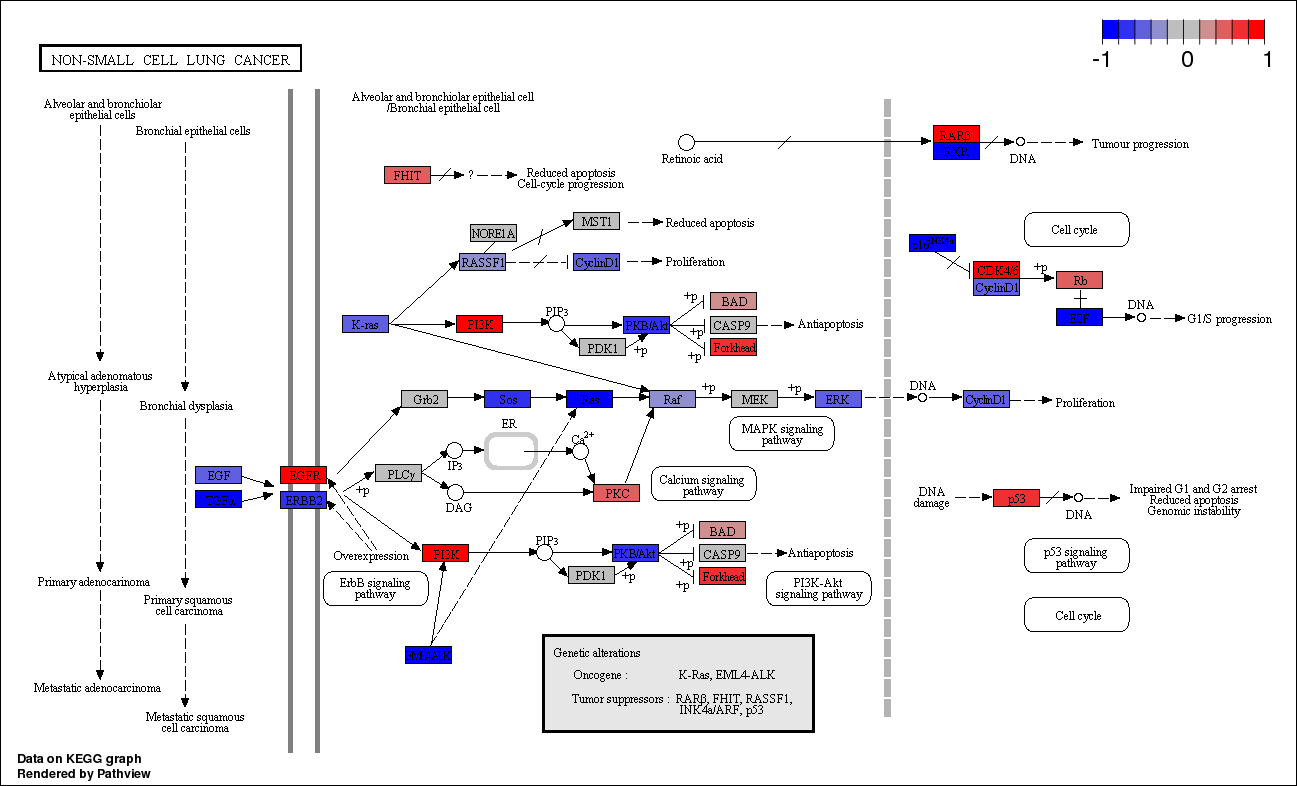 NON-SMALL CELL LUNG CANCER
-1 0 1
Alveolar and bronchiolar
epithelial cells
Bronchial epithelial cells
Alveolar and bronchiolar epithelial cell
/Bronchial epithelial cell
Retinoic acid
RARβ
RXR
DNA
Tumour progression
FHIT
?
Reduced apoptosis
Cell-cycle progression
NORE1A
MST1
Reduced apoptosis
RASSF1
CyclinD1
Proliferation
Cell cycle
p16INK4a
CDK4/6
CyclinD1
+p
Rb
E2F
DNA
G1/S progression
K-ras
PI3K
PIP3
PKB/Akt
PDK1
+p
+p
+p
+p
BAD
CASP9
Forkhead
Antiapoptosis
Atypical adenomatous
hyperplasia
Bronchial dysplasia
Grb2
Sos
Ras
Raf
+p
MEK
+p
ERK
DNA
CyclinD1
Proliferation
MAPK signaling
pathway
ER
Ca2+
IP3
PLCγ
+p
DAG
PKC
Calcium signaling
pathway
EGF
TGFα
EGFR
ERBB2
Overexpression
ErbB signaling
pathway
DNA
damage
p53
DNA
Impaired G1 and G2 arrest
Reduced apoptosis
Genomic instability
p53 signaling
pathway
Cell cycle
PI3K
PIP3
PKB/Akt
PDK1
+p
+p
+p
+p
BAD
CASP9
Forkhead
Antiapoptosis
PI3K-Akt
signaling pathway
Primary adenocarinoma
Primary squamous
cell carcinoma
EML4-ALK
Metastatic adenocarcinoma
Metastatic squamous
cell carcinoma
Genetic alterations
Oncogene : K-Ras, EML4-ALK
Tumor suppressors : RARβ, FHIT, RASSF1,
INK4a/ARF, p53
Data on KEGG graph
Rendered by Pathview